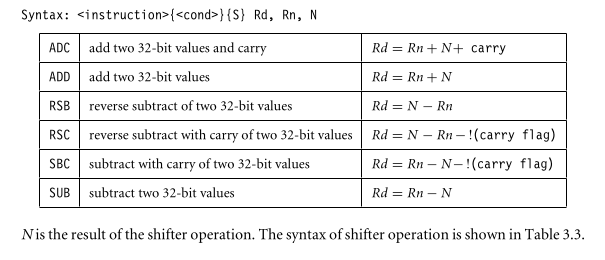 Syntax: <instruction>{<cond>}{S} Rd, Rn, N
ADC add two 32-bit values and carry Rd = Rn + N + carry
ADD add two 32-bit values Rd = Rn + N
RSB reverse subtract of two 32-bit values Rd = N − Rn
RSC reverse subtract with carry of two 32-bit values Rd = N − Rn − !(carry flag)
SBC subtract with carry of two 32-bit values Rd = Rn − N − !(carry flag)
SUB subtract two 32-bit values Rd = Rn − N
N is the result of the shifter operation. The syntax of shifter operation is shown in Table 3.3.